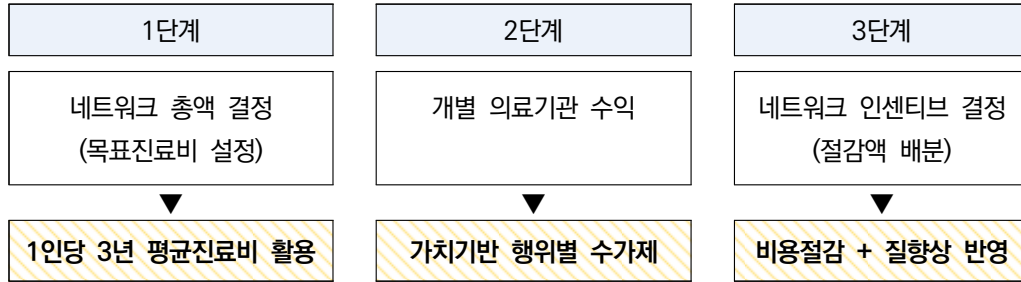 1단계
네트워크 총액 결정
(목표진료비 설정)
▼
1인당 3년 평균진료비 활용
2단계
개별 의료기관 수익
▼
가치기반 행위별 수가제
3단계
네트워크 인센티브 결정
(절감액 배분)
▼
비용절감 + 질향상 반영